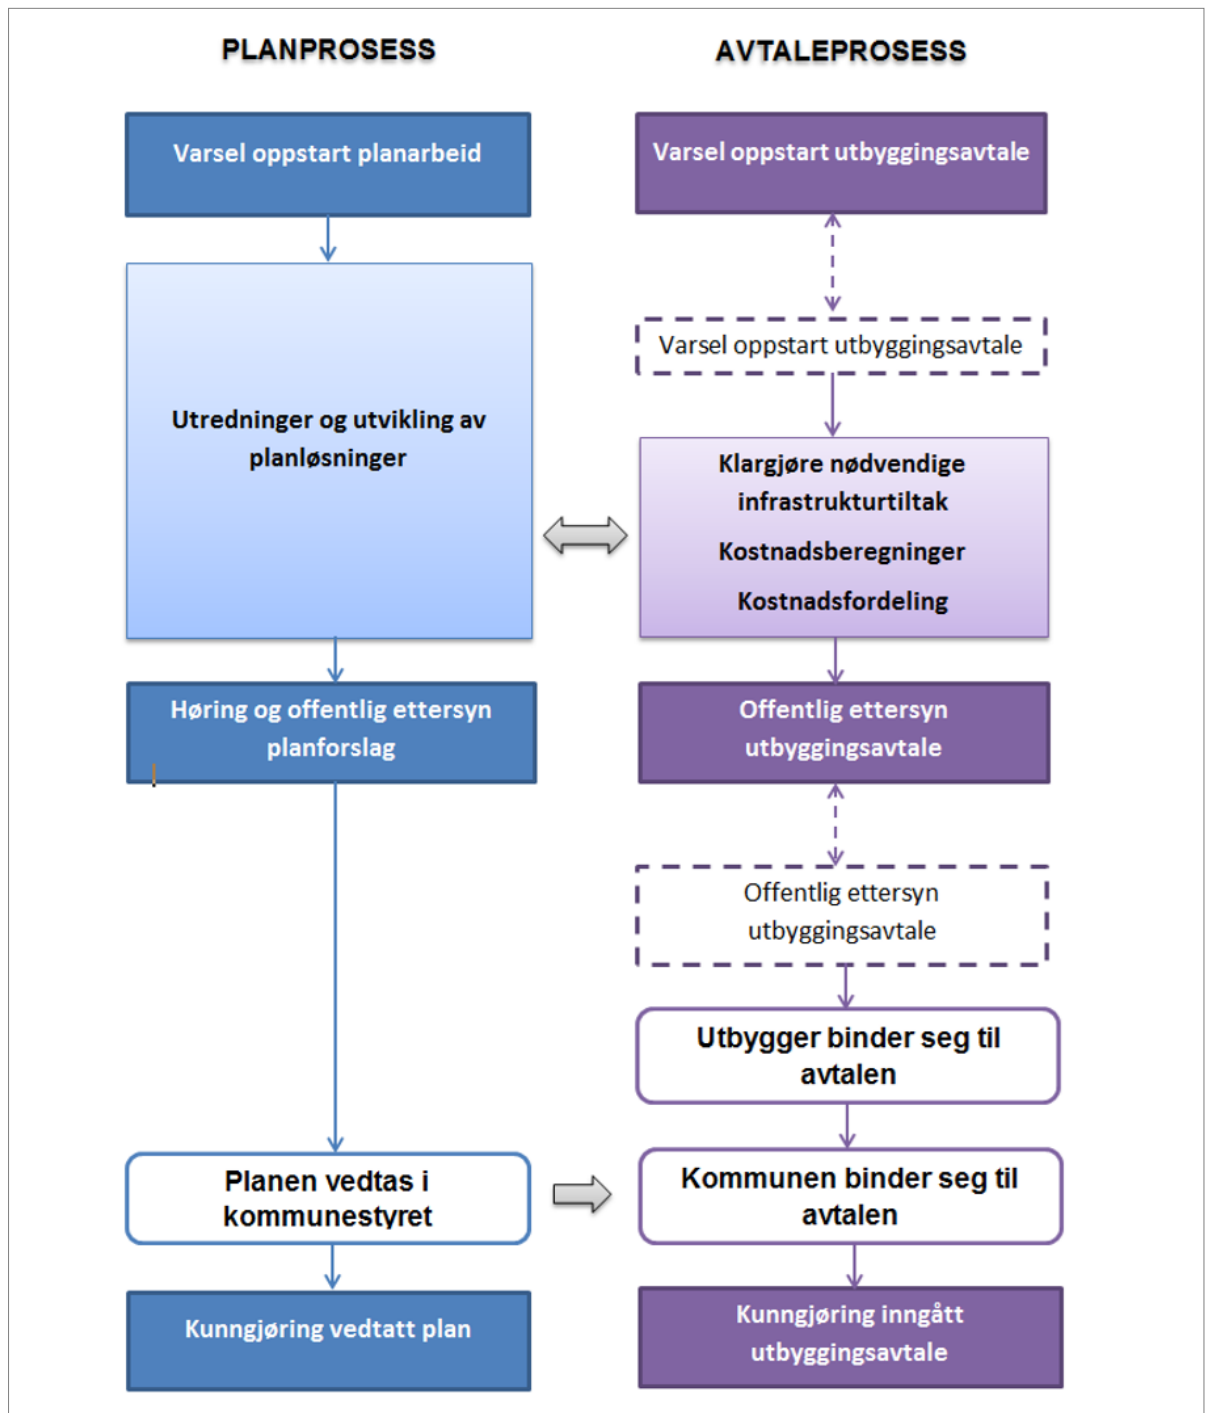 PLANPROSESS
Varsel oppstart planarbeid
Utredninger og utvikling av
planløsninger
Høring og offentlig ettersyn
planforslag
Planen vedtas i
kommunestyret
Kunngjøring vedtatt plan
AVTALEPROSESS
Varsel oppstart utbyggingsavtale
Varsel oppstart utbyggingsavtale
Klargjøre nødvendige
infrastrukturtiltak
Kostnadsberegninger
Kostnadsfordeling
Offentlig ettersyn
utbyggingsavtale
Offentlig ettersyn
utbyggingsavtale
Utbygger binder seg til
avtalen
Kommunen binder seg til
avtalen
Kunngjøring inngått
utbyggingsavtale